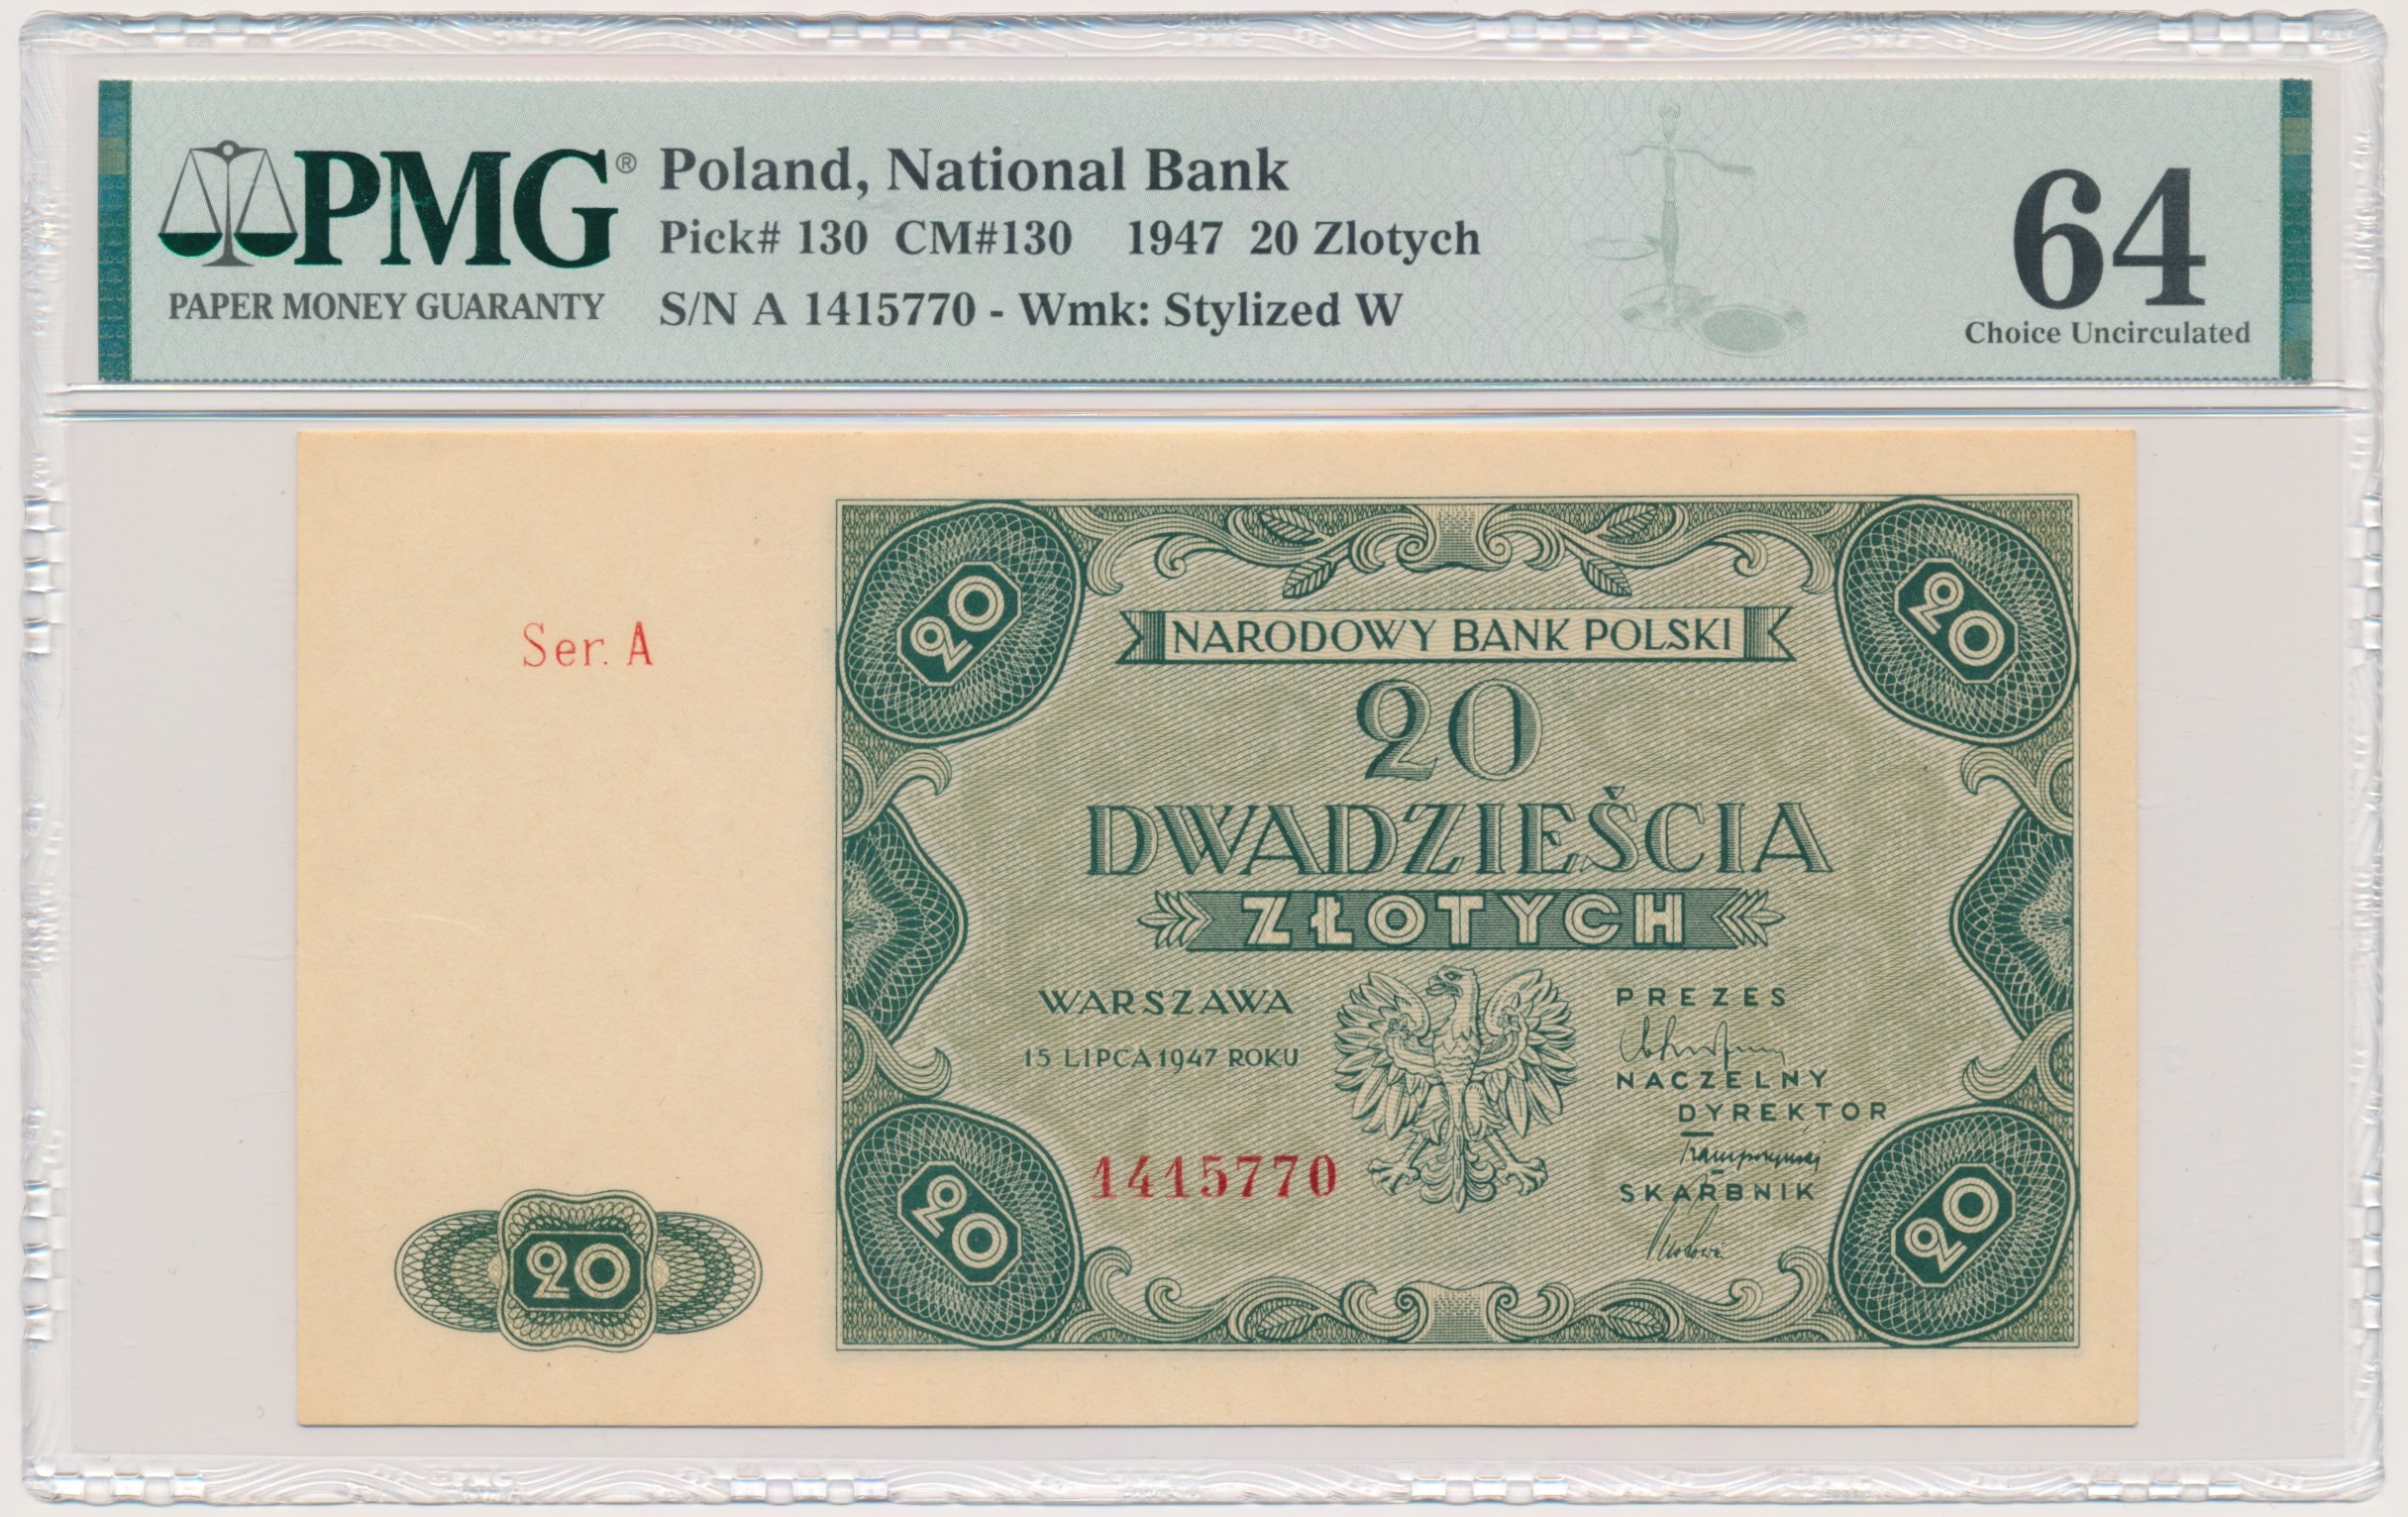 PMG®
PAPER MONEY GUARANTY
Poland, National Bank
Pick# 130 CM#130 1947 20 Zlotych
S/N A 1415770 - Wmk: Stylized W
64
Choice Uncirculated
Ser. A
20
20
20
NARODOWY BANK POLSKI
20
DWADZIEŚCIA
ZŁOTYCH
WARSZAWA
15 LIPCA 1947 ROKU
PREZES
NACZELNY
DYREKTOR
SKARBNIK
1415770
20
20
20